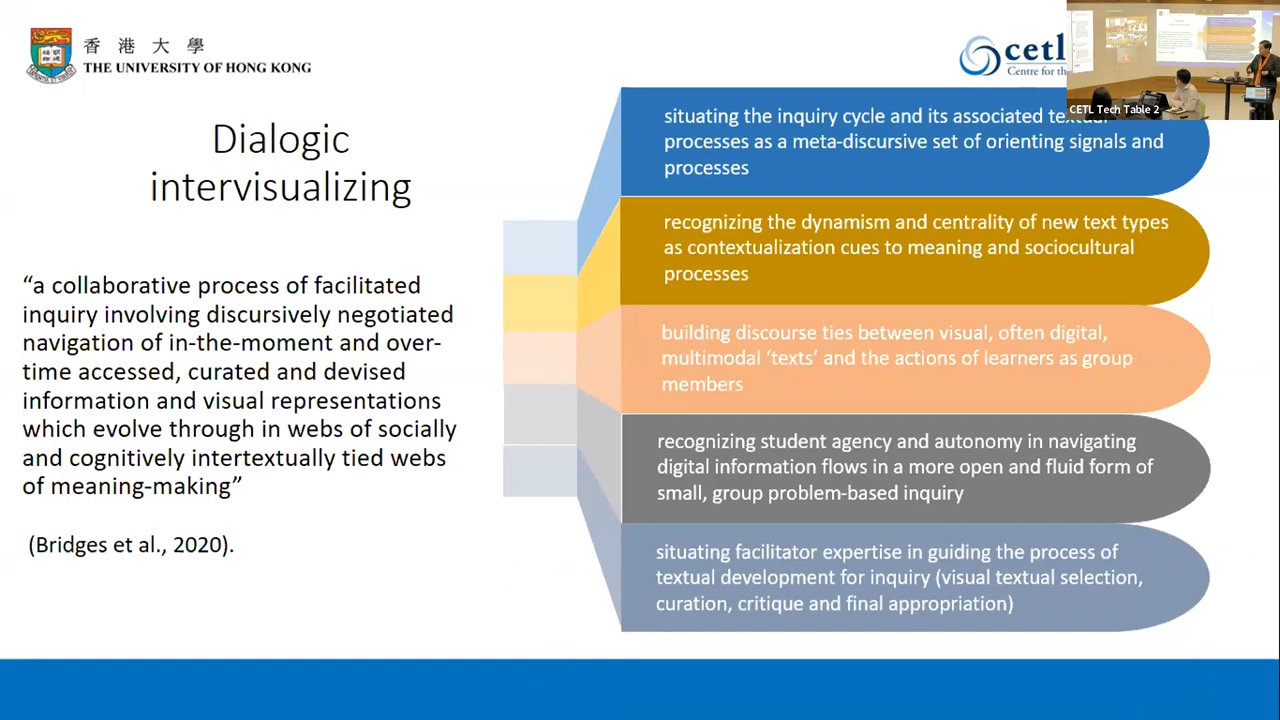 香港大學
THE UNIVERSITY OF HONG KONG
cetl
Centre for the
CETL Tech Table 2
Dialogic
intervisualizing
“a collaborative process of facilitated
inquiry involving discursively negotiated
navigation of in-the-moment and over-
time accessed, curated and devised
information and visual representations
which evolve through in webs of socially
and cognitively intertextually tied webs
of meaning-making”
(Bridges et al., 2020).
situating the inquiry cycle and its associated textual
processes as a meta-discursive set of orienting signals and
processes
recognizing the dynamism and centrality of new text types
as contextualization cues to meaning and sociocultural
processes
building discourse ties between visual, often digital,
multimodal ‘texts’ and the actions of learners as group
members
recognizing student agency and autonomy in navigating
digital information flows in a more open and fluid form of
small, group problem-based inquiry
situating facilitator expertise in guiding the process of
textual development for inquiry (visual textual selection,
curation, critique and final appropriation)